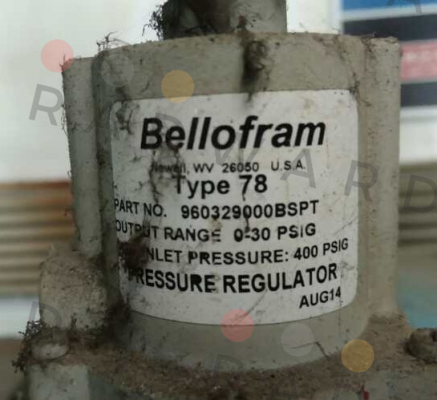 Bellofram
Newell, WV 26050 U.S.A.
Type 78
PART NO. 960329000BSPT
OUTPUT RANGE 0-30 PSIG
INLET PRESSURE: 400 PSIG
PRESSURE REGULATOR
AUG14